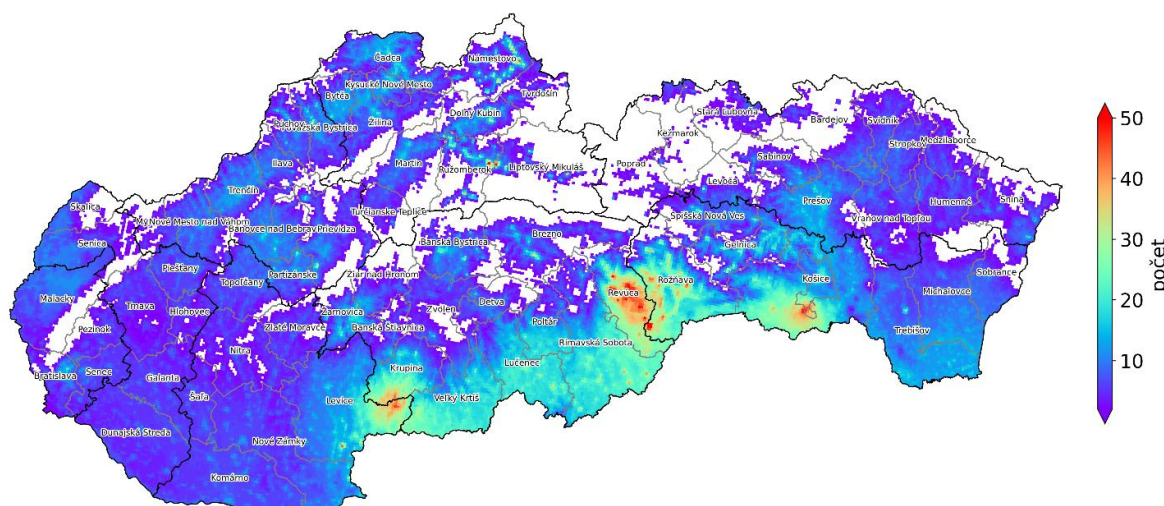 Čadca
Námestovo
Kysucké Nové Mesto
Tvrdošín
Bytča
Stará Ľubovňa
Dolný Kubín
Bardejov
Svidník
Púchov
Považská Bystrica
Žilina
Kežmarok
Medzilaborce
Stropkov
Sabinov
Ilava
Martin
Ružomberok
Liptovský Mikuláš
Poprad
Levoča
Trenčín
Prešov
Humenné
Snina
Skalica
Turčianske Teplice
Spišská Nová Ves
Vranov nad Topľou
Nové Mesto nad Váhom
Bánovce nad Bebravou
Prievidza
Brezno
Senica
Banská Bystrica
Gelnica
Piešťany
Partizánske
Žiar nad Hronom
Sobrance
Topoľčany
Rožňava
Košice
Malacky
Revúca
Michalovce
Trnava
Hlohovec
Žarnovica
Detva
Zvolen
Poltár
Zlaté Moravce
Banská Štiavnica
Pezinok
Trebišov
Rimavská Sobota
Nitra
Krupina
Lučenec
Bratislava
Senec
Galanta
Šaľa
Levice
Veľký Krtíš
Dunajská Streda
Nové Zámky
Komárno
50
40
30
20
10
počet